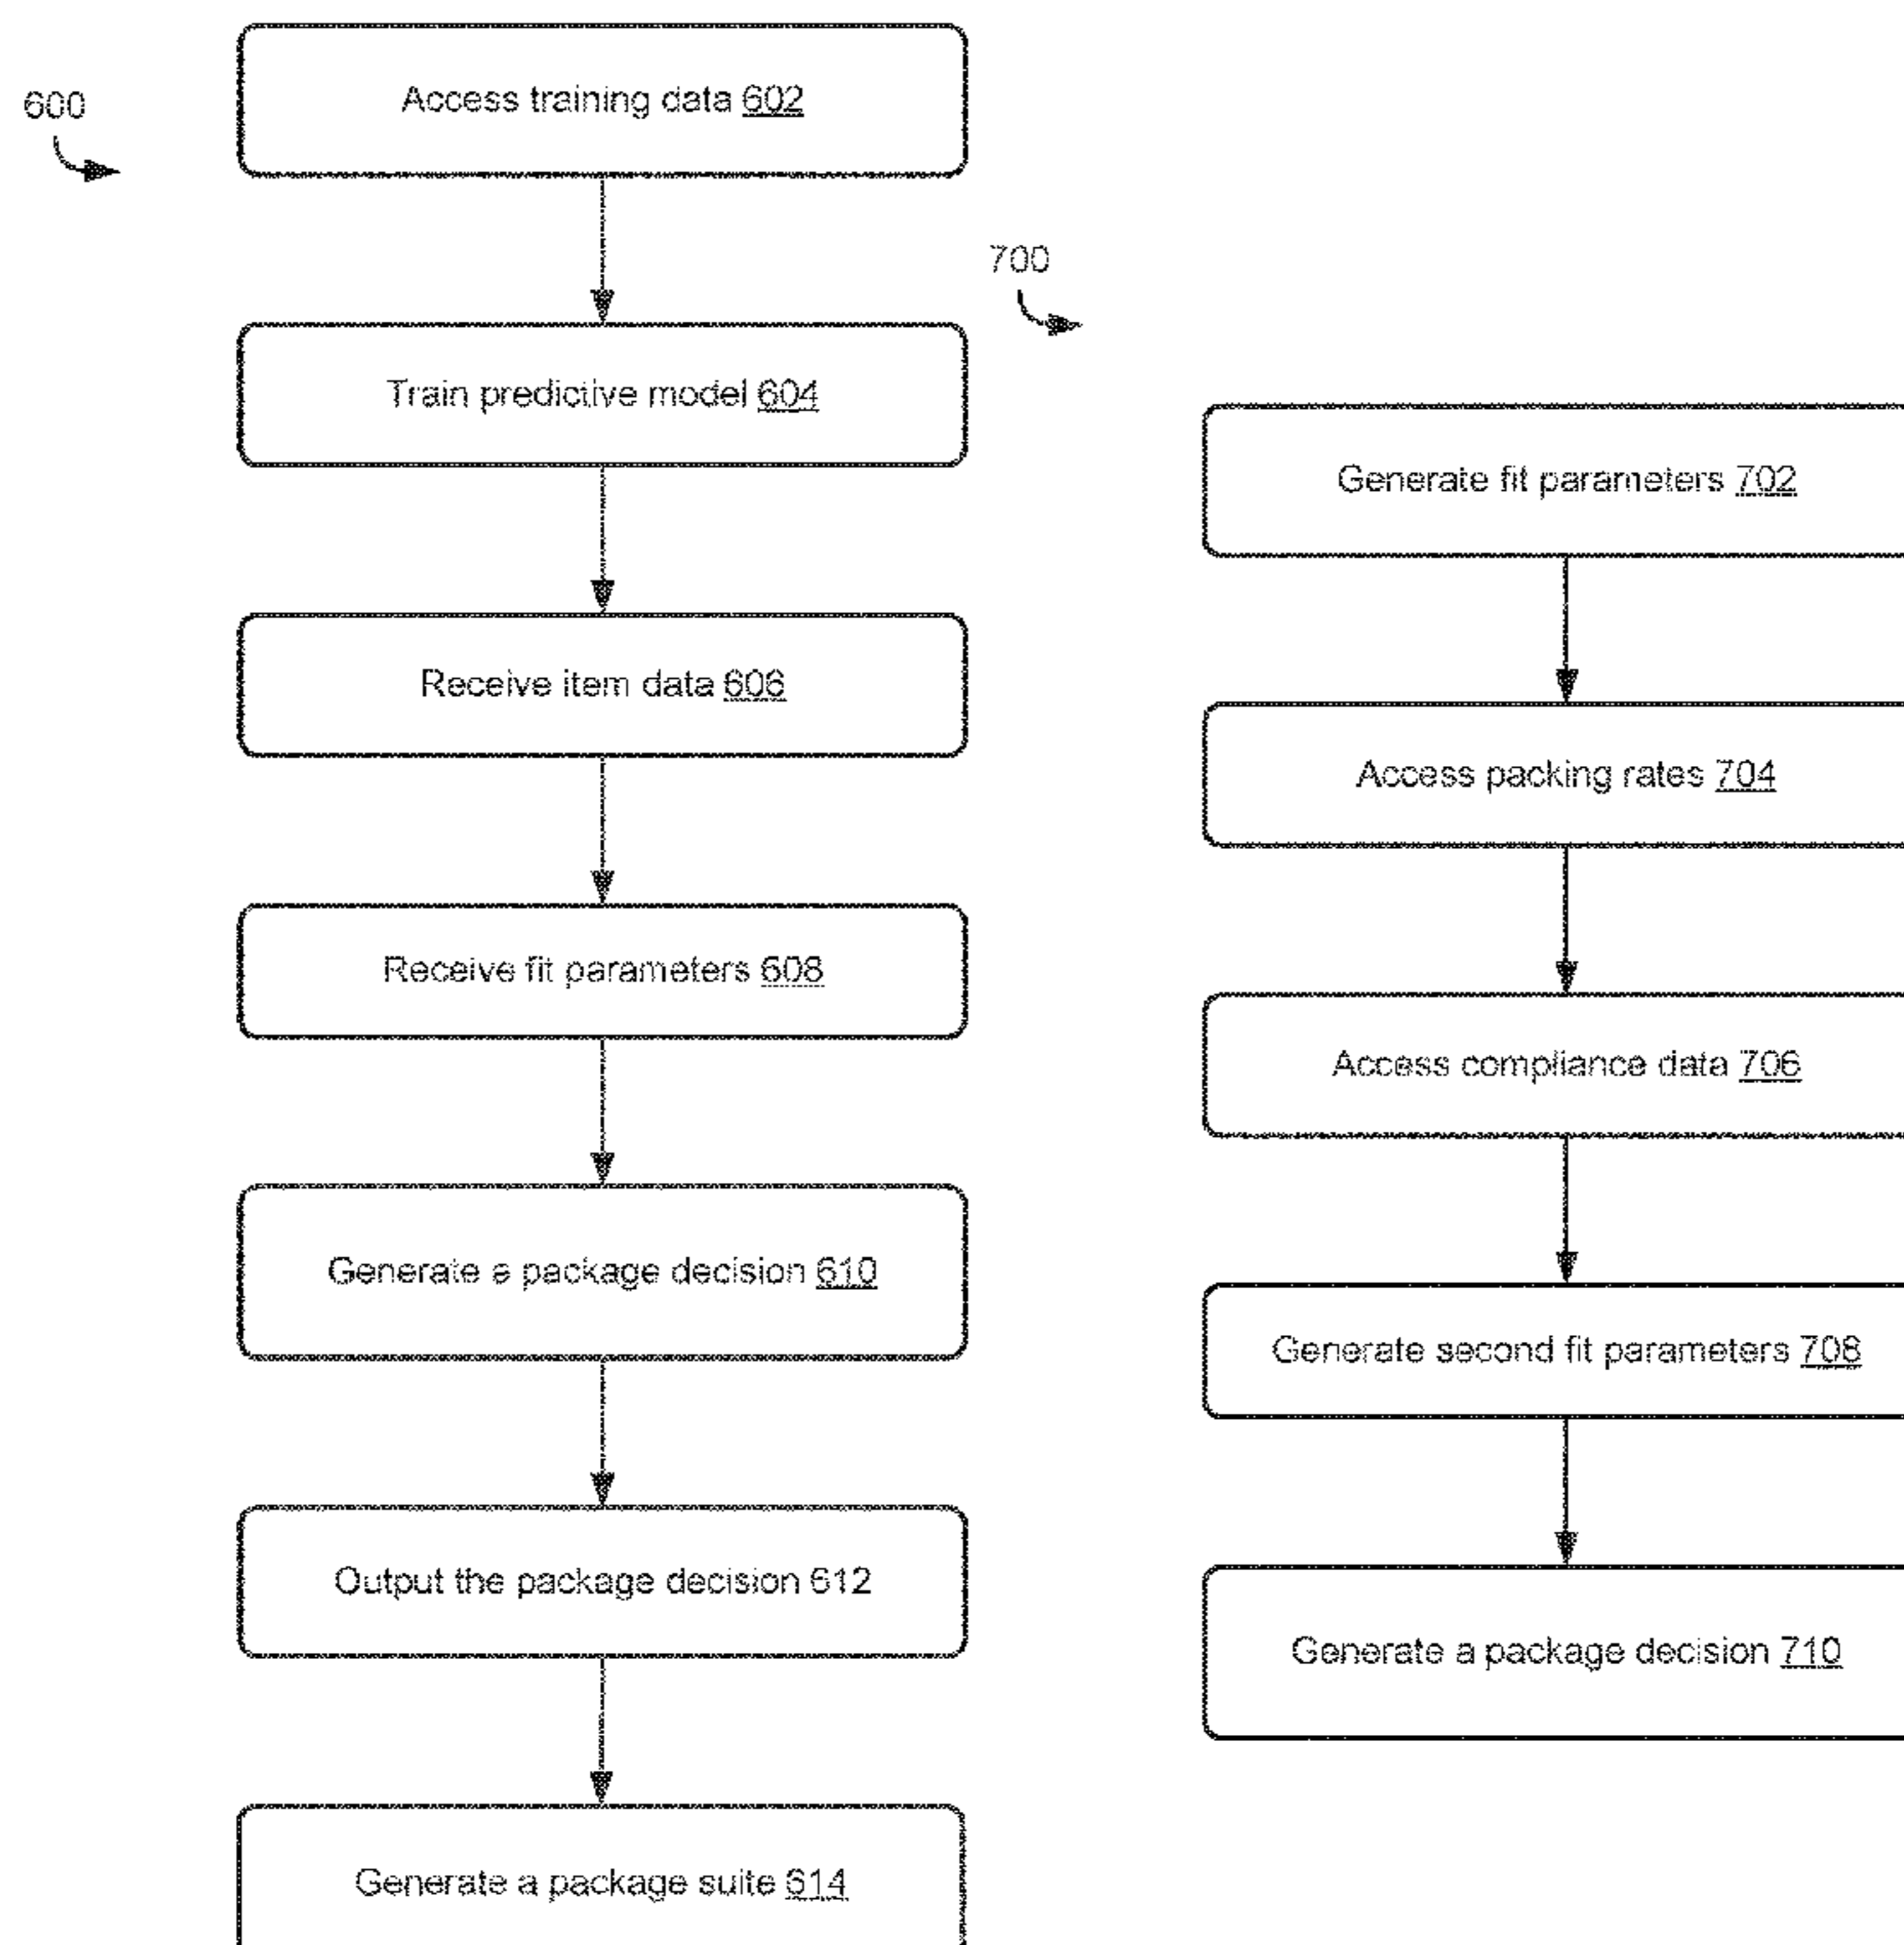 600
Access training data 602
Train predictive model 604
Receive item data 606
Receive fit parameters 608
Generate a package decision 610
Output the package decision 612
Generate a package suite 614
700
Generate fit parameters 702
Access packing rates 704
Access compliance data 706
Generate second fit parameters 708
Generate a package decision 710